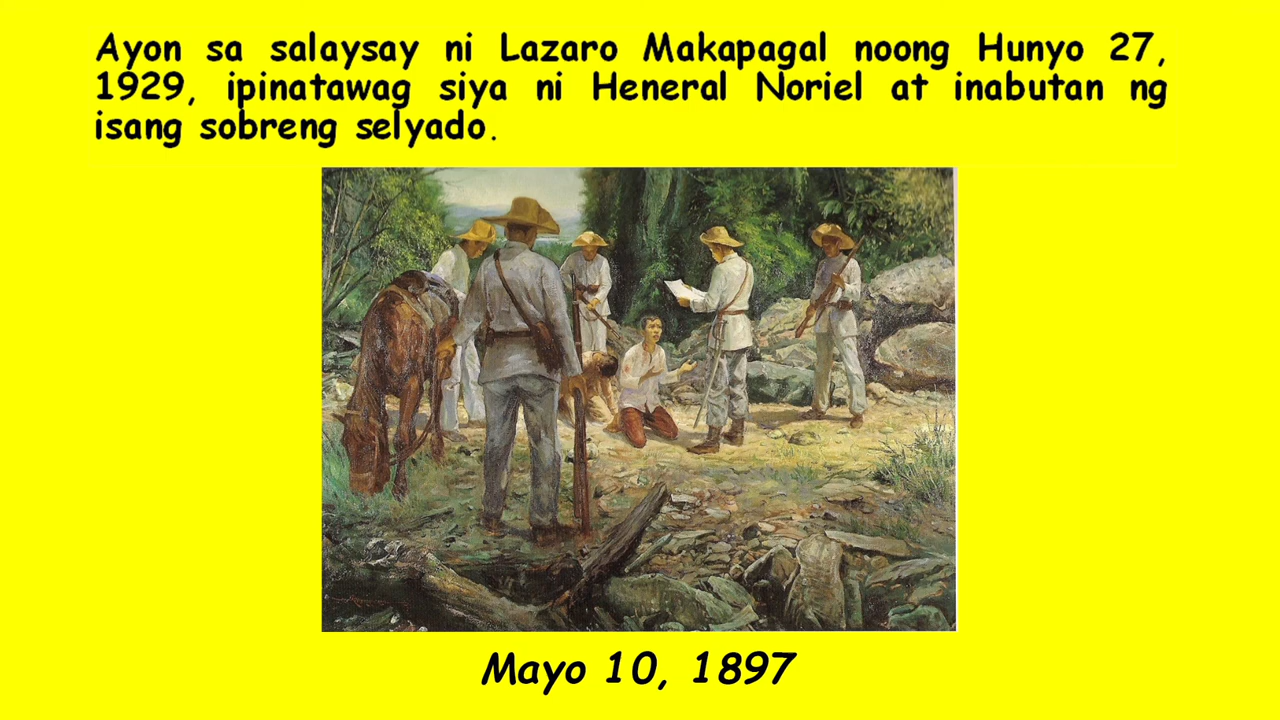 Ayon sa salaysay ni Lazaro Makapagal noong Hunyo 27,
1929, ipinatawag siya ni Heneral Noriel at inabutan ng
isang sobreng selyado.
Mayo 10, 1897